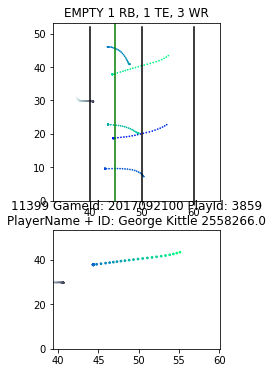 EMPTY 1 RB, 1 TE, 3 WR
50
40
30
20
10
0
40 50 60
11399 GameId: 2017092100 PlayId: 3859
PlayerName + ID: George Kittle 2558266.0
40
20
0
40 45 50 55 60